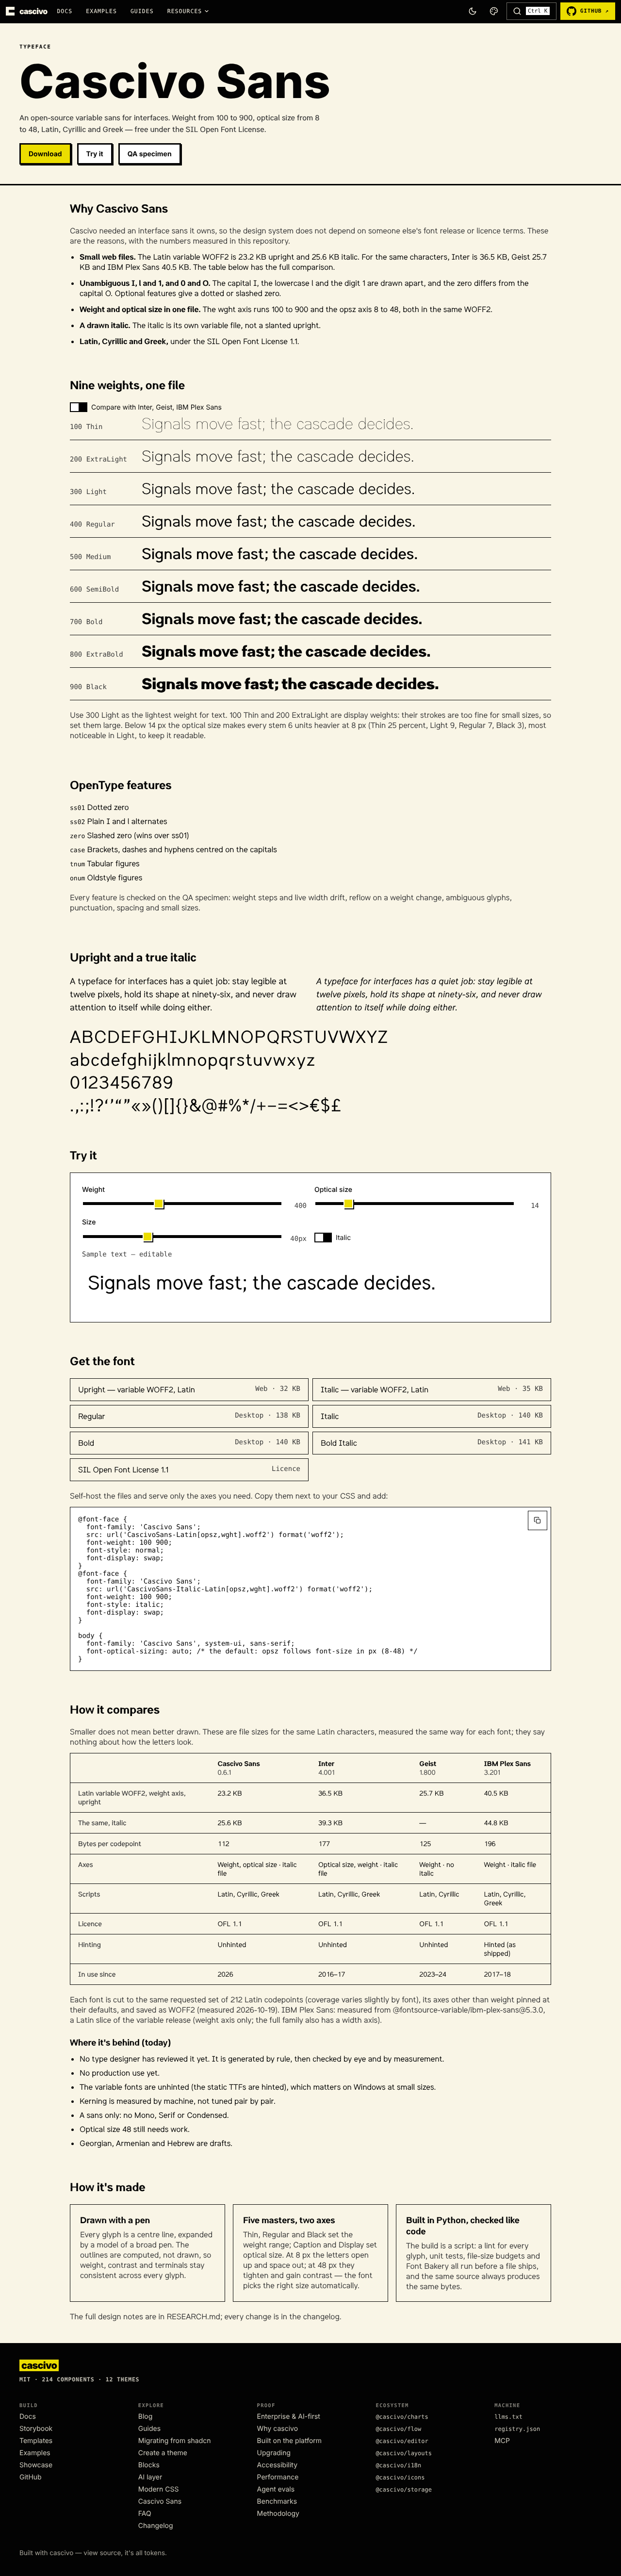 cascivo DOCS EXAMPLES GUIDES RESOURCES Ctrl K GITHUB ↗
TYPEFACE
Cascivo Sans
An open-source variable sans for interfaces. Weight from 100 to 900, optical size from 8
to 48, Latin, Cyrillic and Greek — free under the SIL Open Font License.
Download Try it QA specimen
Why Cascivo Sans
Cascivo needed an interface sans it owns, so the design system does not depend on someone else's font release or licence terms. These
are the reasons, with the numbers measured in this repository.
• Small web files. The Latin variable WOFF2 is 23.2 KB upright and 25.6 KB italic. For the same characters, Inter is 36.5 KB, Geist 25.7
KB and IBM Plex Sans 40.5 KB. The table below has the full comparison.
• Unambiguous I, l and 1, and 0 and O. The capital I, the lowercase l and the digit 1 are drawn apart, and the zero differs from the
capital O. Optional features give a dotted or slashed zero.
• Weight and optical size in one file. The wght axis runs 100 to 900 and the opsz axis 8 to 48, both in the same WOFF2.
• A drawn italic. The italic is its own variable file, not a slanted upright.
• Latin, Cyrillic and Greek, under the SIL Open Font License 1.1.
Nine weights, one file
Compare with Inter, Geist, IBM Plex Sans
100 Thin Signals move fast; the cascade decides.
200 ExtraLight Signals move fast; the cascade decides.
300 Light Signals move fast; the cascade decides.
400 Regular Signals move fast; the cascade decides.
500 Medium Signals move fast; the cascade decides.
600 SemiBold Signals move fast; the cascade decides.
700 Bold Signals move fast; the cascade decides.
800 ExtraBold Signals move fast; the cascade decides.
900 Black Signals move fast; the cascade decides.
Use 300 Light as the lightest weight for text. 100 Thin and 200 ExtraLight are display weights: their strokes are too fine for small sizes, so
set them large. Below 14 px the optical size makes every stem 6 units heavier at 8 px (Thin 25 percent, Light 9, Regular 7, Black 3), most
noticeable in Light, to keep it readable.
OpenType features
ss01 Dotted zero
ss02 Plain I and l alternates
zero Slashed zero (wins over ss01)
case Brackets, dashes and hyphens centred on the capitals
tnum Tabular figures
onum Oldstyle figures
Every feature is checked on the QA specimen: weight steps and live width drift, reflow on a weight change, ambiguous glyphs,
punctuation, spacing and small sizes.
Upright and a true italic
A typeface for interfaces has a quiet job: stay legible at
twelve pixels, hold its shape at ninety-six, and never draw
attention to itself while doing either.
A typeface for interfaces has a quiet job: stay legible at
twelve pixels, hold its shape at ninety-six, and never draw
attention to itself while doing either.
ABCDEFGHIJKLMNOPQRSTUVWXYZ
abcdefghijklmnopqrstuvwxyz
0123456789
.,:;!?‘’“”«»()[]{}&@#%*/+−=<>€$£
Try it
Weight 400 Optical size 14
Size 40px Italic
Sample text — editable
Signals move fast; the cascade decides.
Get the font
Upright — variable WOFF2, Latin Web · 32 KB Italic — variable WOFF2, Latin Web · 35 KB
Regular Desktop · 138 KB Italic Desktop · 140 KB
Bold Desktop · 140 KB Bold Italic Desktop · 141 KB
SIL Open Font License 1.1 Licence
Self-host the files and serve only the axes you need. Copy them next to your CSS and add:
@font-face {
font-family: 'Cascivo Sans';
src: url('CascivoSans-Latin[opsz,wght].woff2') format('woff2');
font-weight: 100 900;
font-style: normal;
font-display: swap;
}
@font-face {
font-family: 'Cascivo Sans';
src: url('CascivoSans-Italic-Latin[opsz,wght].woff2') format('woff2');
font-weight: 100 900;
font-style: italic;
font-display: swap;
}
body {
font-family: 'Cascivo Sans', system-ui, sans-serif;
font-optical-sizing: auto; /* the default: opsz follows font-size in px (8-48) */
}
How it compares
Smaller does not mean better drawn. These are file sizes for the same Latin characters, measured the same way for each font; they say
nothing about how the letters look.
Cascivo Sans Inter Geist IBM Plex Sans
0.6.1 4.001 1.800 3.201
Latin variable WOFF2, weight axis, 23.2 KB 36.5 KB 25.7 KB 40.5 KB
upright
The same, italic 25.6 KB 39.3 KB — 44.8 KB
Bytes per codepoint 112 177 125 196
Axes Weight, optical size · italic Optical size, weight · italic Weight · no Weight · italic file
file file italic
Scripts Latin, Cyrillic, Greek Latin, Cyrillic, Greek Latin, Cyrillic Latin, Cyrillic,
Greek
Licence OFL 1.1 OFL 1.1 OFL 1.1 OFL 1.1
Hinting Unhinted Unhinted Unhinted Hinted (as
shipped)
In use since 2026 2016–17 2023–24 2017–18
Each font is cut to the same requested set of 212 Latin codepoints (coverage varies slightly by font), its axes other than weight pinned at
their defaults, and saved as WOFF2 (measured 2026-10-19). IBM Plex Sans: measured from @fontsource-variable/ibm-plex-sans@5.3.0,
a Latin slice of the variable release (weight axis only; the full family also has a width axis).
Where it's behind (today)
• No type designer has reviewed it yet. It is generated by rule, then checked by eye and by measurement.
• No production use yet.
• The variable fonts are unhinted (the static TTFs are hinted), which matters on Windows at small sizes.
• Kerning is measured by machine, not tuned pair by pair.
• A sans only: no Mono, Serif or Condensed.
• Optical size 48 still needs work.
• Georgian, Armenian and Hebrew are drafts.
How it's made
Drawn with a pen
Every glyph is a centre line, expanded
by a model of a broad pen. The
outlines are computed, not drawn, so
weight, contrast and terminals stay
consistent across every glyph.
Five masters, two axes
Thin, Regular and Black set the
weight range; Caption and Display set
optical size. At 8 px the letters open
up and space out; at 48 px they
tighten and gain contrast — the font
picks the right size automatically.
Built in Python, checked like
code
The build is a script: a lint for every
glyph, unit tests, file-size budgets and
Font Bakery all run before a file ships,
and the same source always produces
the same bytes.
The full design notes are in RESEARCH.md; every change is in the changelog.
cascivo
MIT · 214 COMPONENTS · 12 THEMES
BUILD
Docs
Storybook
Templates
Examples
Showcase
GitHub
EXPLORE
Blog
Guides
Migrating from shadcn
Create a theme
Blocks
AI layer
Modern CSS
Cascivo Sans
FAQ
Changelog
PROOF
Enterprise & AI-first
Why cascivo
Built on the platform
Upgrading
Accessibility
Performance
Agent evals
Benchmarks
Methodology
ECOSYSTEM
@cascivo/charts
@cascivo/flow
@cascivo/editor
@cascivo/layouts
@cascivo/i18n
@cascivo/icons
@cascivo/storage
MACHINE
llms.txt
registry.json
MCP
Built with cascivo — view source, it's all tokens.